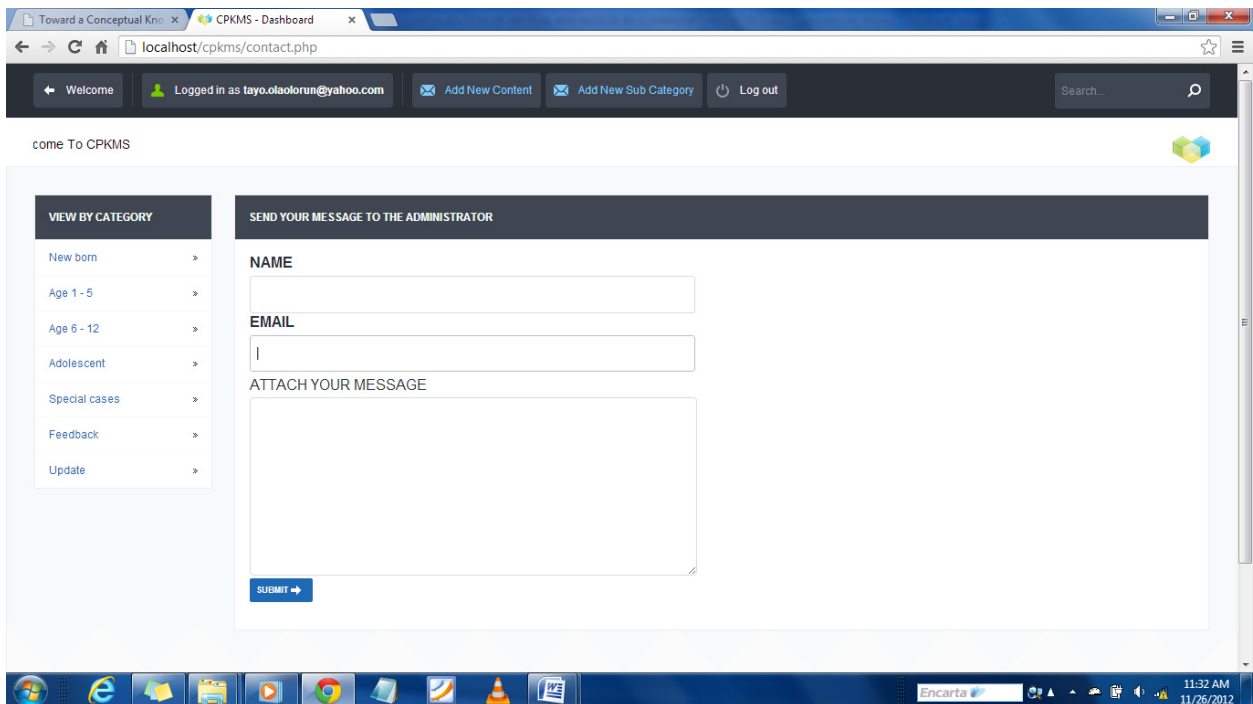 Toward a Conceptual Kno
CPKMS - Dashboard
localhost/cpkms/contact.php
Welcome
Logged in as tayo.olaolorun@yahoo.com
Add New Content
Add New Sub Category
Log out
Search...
come To CPKMS
VIEW BY CATEGORY
New born »
Age 1 - 5 »
Age 6 - 12 »
Adolescent »
Special cases »
Feedback »
Update »
SEND YOUR MESSAGE TO THE ADMINISTRATOR
NAME
EMAIL
ATTACH YOUR MESSAGE
SUBMIT
Encarta
11:32 AM
11/26/2012